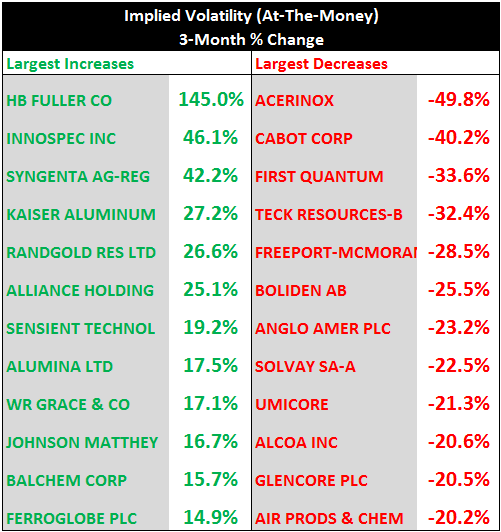 Implied Volatility (At-The-Money)
3-Month % Change
Largest Increases Largest Decreases
HB FULLER CO 145.0% ACERINOX -49.8%
INNOSPEC INC 46.1% CABOT CORP -40.2%
SYNGENTA AG-REG 42.2% FIRST QUANTUM -33.6%
KAISER ALUMINUM 27.2% TECK RESOURCES-B -32.4%
RANDGOLD RES LTD 26.6% FREEPORT-MCMORAN -28.5%
ALLIANCE HOLDING 25.1% BOLIDEN AB -25.5%
SENSIENT TECHNOL 19.2% ANGLO AMER PLC -23.2%
ALUMINA LTD 17.5% SOLVAY SA-A -22.5%
WR GRACE & CO 17.1% UMICORE -21.3%
JOHNSON MATTHEY 16.7% ALCOA INC -20.6%
BALCHEM CORP 15.7% GLENCORE PLC -20.5%
FERROGLOBE PLC 14.9% AIR PRODS & CHEM -20.2%